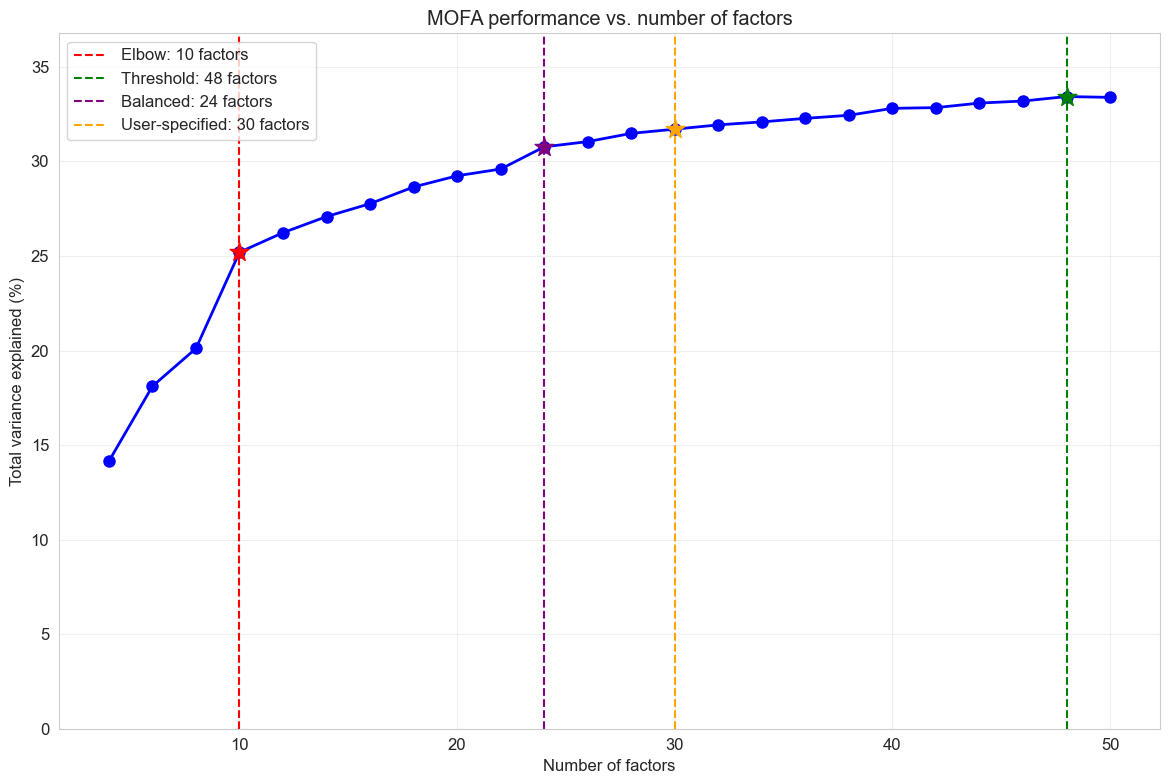 MOFA performance vs. number of factors
Elbow: 10 factors
Threshold: 48 factors
Balanced: 24 factors
User-specified: 30 factors
Total variance explained (%)
35
30
25
20
15
10
5
0
10 20 30 40 50
Number of factors